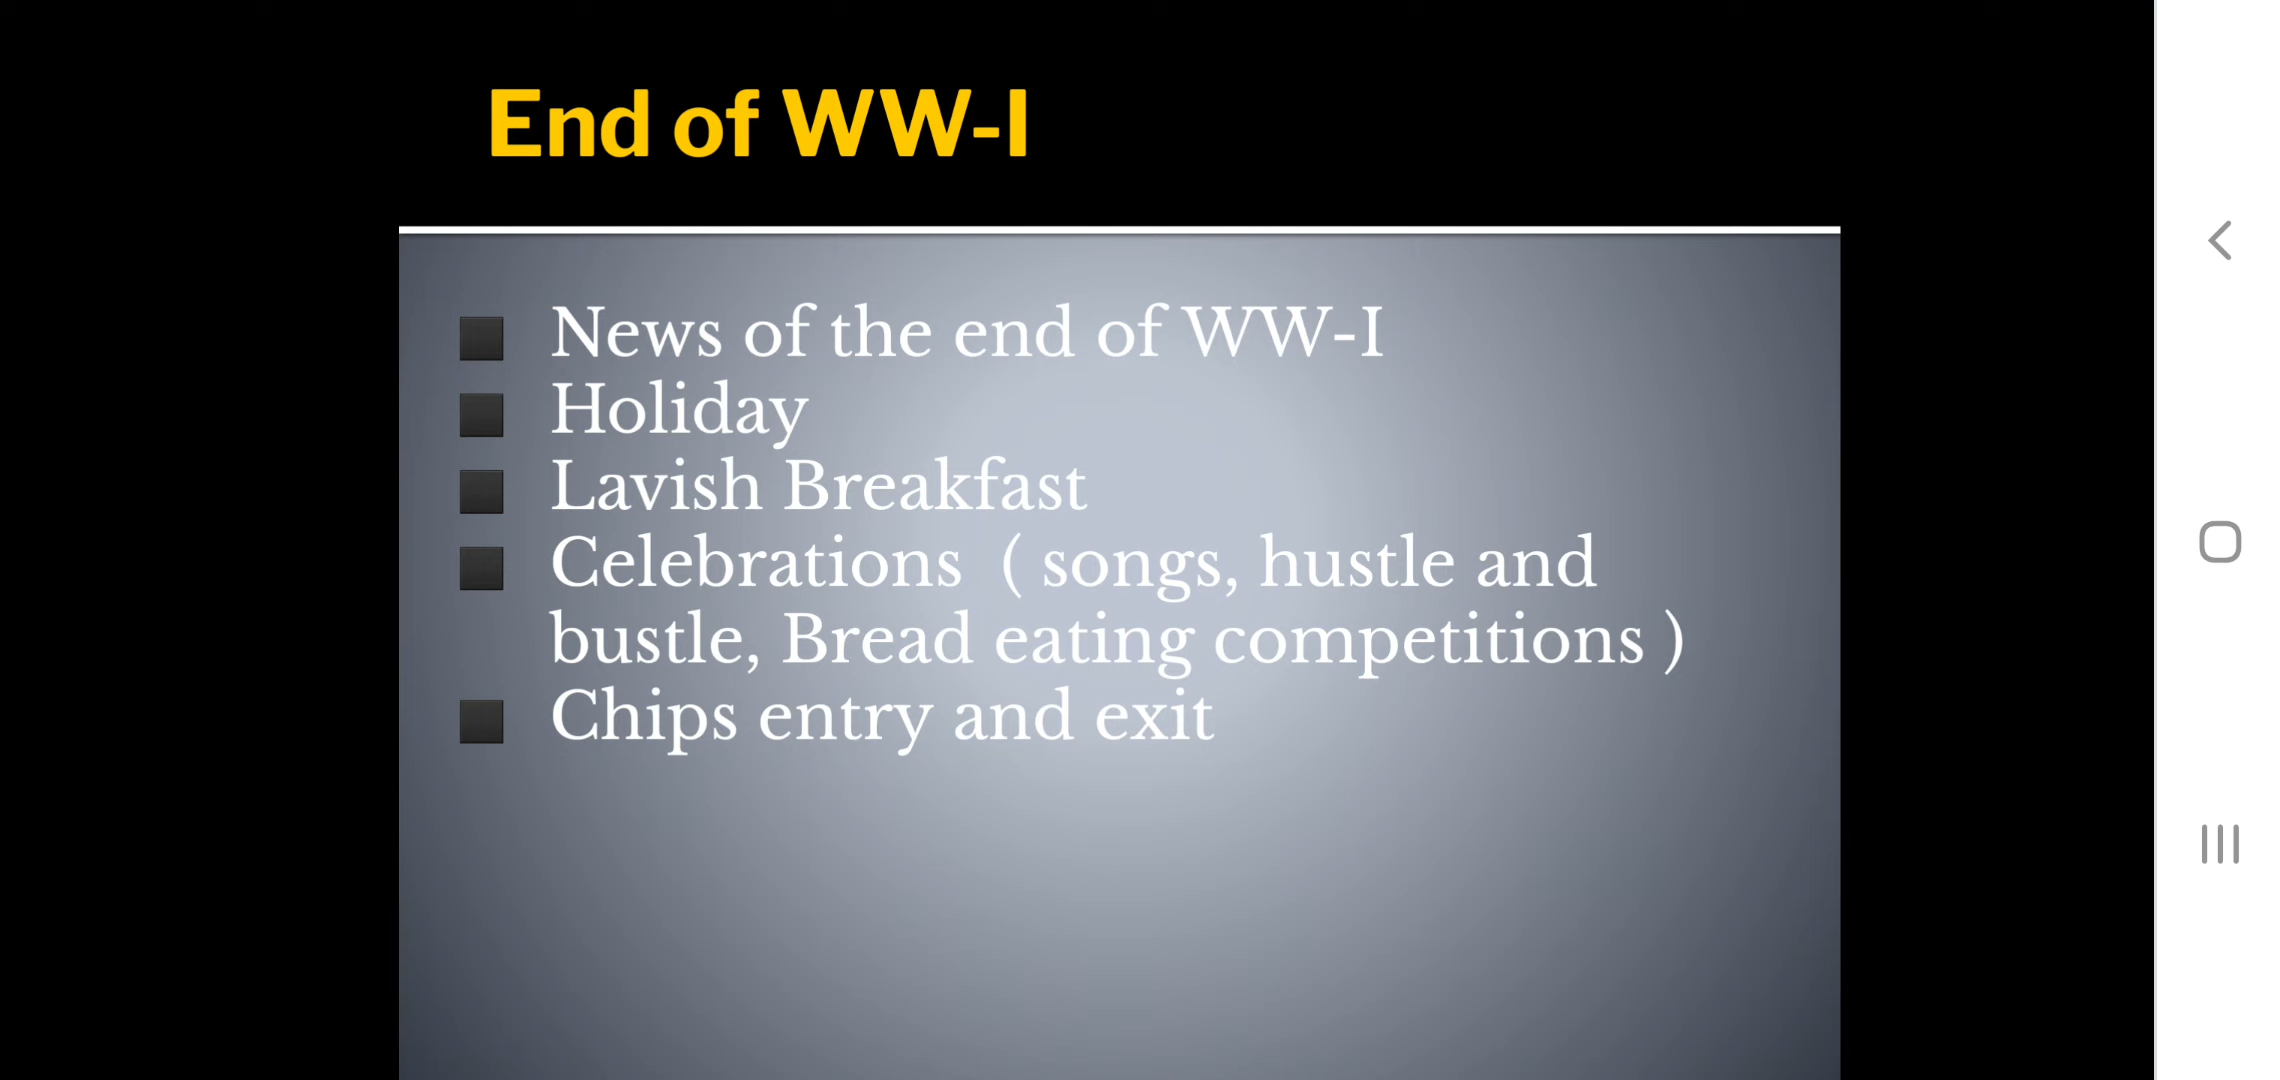 End of WW-I
News of the end of WW-I
Holiday
Lavish Breakfast
Celebrations ( songs, hustle and
bustle, Bread eating competitions )
Chips entry and exit